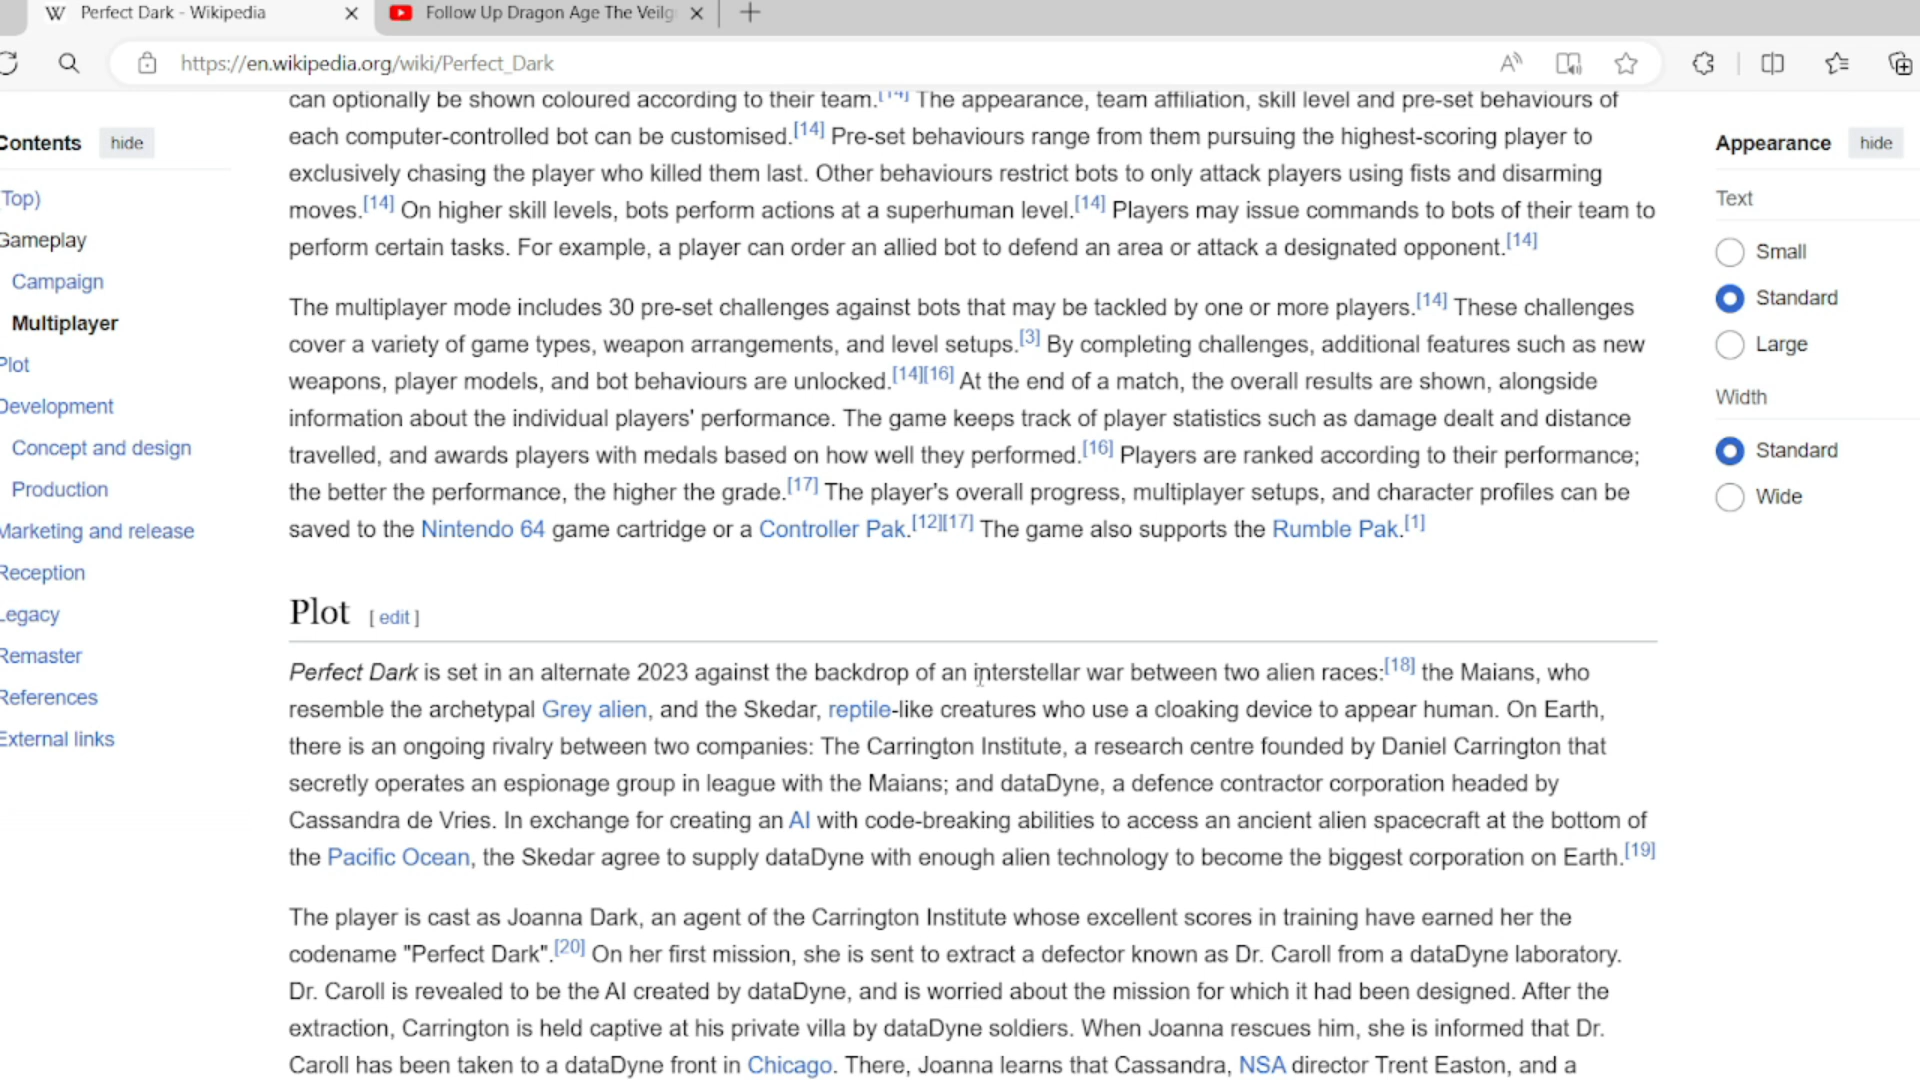 Perfect Dark - Wikipedia
Follow Up Dragon Age The Veilg
https://en.wikipedia.org/wiki/Perfect_Dark
Contents hide
(Top)
Gameplay
Campaign
Multiplayer
Plot
Development
Concept and design
Production
Marketing and release
Reception
Legacy
Remaster
References
External links
can optionally be shown coloured according to their team.[14] The appearance, team affiliation, skill level and pre-set behaviours of
each computer-controlled bot can be customised.[14] Pre-set behaviours range from them pursuing the highest-scoring player to
exclusively chasing the player who killed them last. Other behaviours restrict bots to only attack players using fists and disarming
moves.[14] On higher skill levels, bots perform actions at a superhuman level.[14] Players may issue commands to bots of their team to
perform certain tasks. For example, a player can order an allied bot to defend an area or attack a designated opponent.[14]
The multiplayer mode includes 30 pre-set challenges against bots that may be tackled by one or more players.[14] These challenges
cover a variety of game types, weapon arrangements, and level setups.[3] By completing challenges, additional features such as new
weapons, player models, and bot behaviours are unlocked.[14][16] At the end of a match, the overall results are shown, alongside
information about the individual players' performance. The game keeps track of player statistics such as damage dealt and distance
travelled, and awards players with medals based on how well they performed.[16] Players are ranked according to their performance;
the better the performance, the higher the grade.[17] The player's overall progress, multiplayer setups, and character profiles can be
saved to the Nintendo 64 game cartridge or a Controller Pak.[12][17] The game also supports the Rumble Pak.[1]
Plot [ edit ]
Perfect Dark is set in an alternate 2023 against the backdrop of an interstellar war between two alien races:[18] the Maians, who
resemble the archetypal Grey alien, and the Skedar, reptile-like creatures who use a cloaking device to appear human. On Earth,
there is an ongoing rivalry between two companies: The Carrington Institute, a research centre founded by Daniel Carrington that
secretly operates an espionage group in league with the Maians; and dataDyne, a defence contractor corporation headed by
Cassandra de Vries. In exchange for creating an AI with code-breaking abilities to access an ancient alien spacecraft at the bottom of
the Pacific Ocean, the Skedar agree to supply dataDyne with enough alien technology to become the biggest corporation on Earth.[19]
The player is cast as Joanna Dark, an agent of the Carrington Institute whose excellent scores in training have earned her the
codename "Perfect Dark".[20] On her first mission, she is sent to extract a defector known as Dr. Caroll from a dataDyne laboratory.
Dr. Caroll is revealed to be the AI created by dataDyne, and is worried about the mission for which it had been designed. After the
extraction, Carrington is held captive at his private villa by dataDyne soldiers. When Joanna rescues him, she is informed that Dr.
Caroll has been taken to a dataDyne front in Chicago. There, Joanna learns that Cassandra, NSA director Trent Easton, and a
Appearance hide
Text
Small
Standard
Large
Width
Standard
Wide